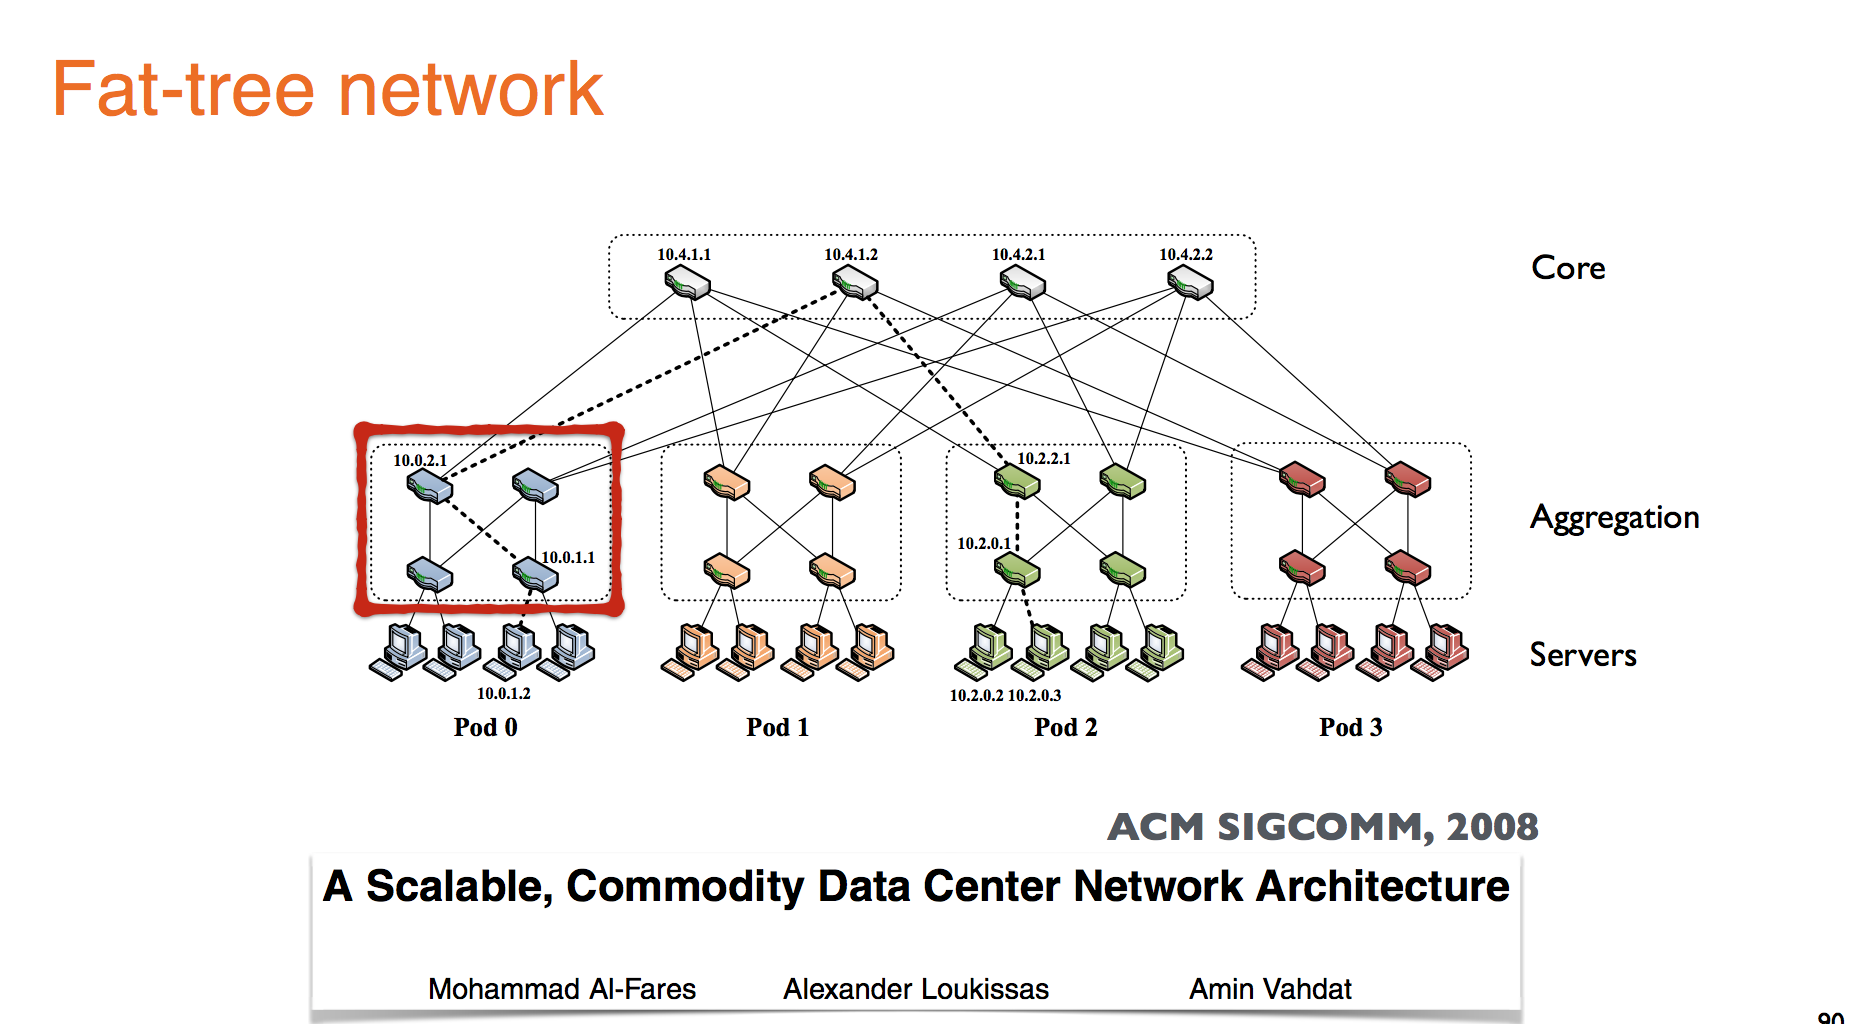 Fat-tree network
10.4.1.1 10.4.1.2 10.4.2.1 10.4.2.2
Core
10.0.2.1
10.2.2.1
Aggregation
10.0.1.1
10.2.0.1
Servers
10.0.1.2
10.2.0.2 10.2.0.3
Pod 0 Pod 1 Pod 2 Pod 3
ACM SIGCOMM, 2008
A Scalable, Commodity Data Center Network Architecture
Mohammad Al-Fares Alexander Loukissas Amin Vahdat